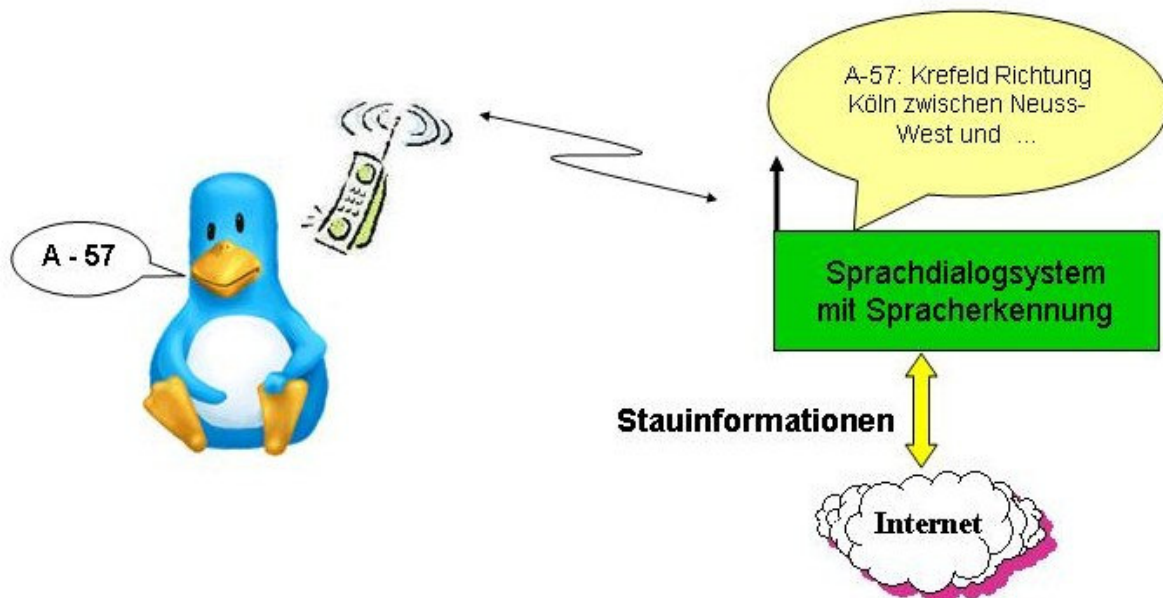 A-57: Krefeld Richtung
Köln zwischen Neuss-
West und ...
A - 57
Sprachdialogsystem
mit Spracherkennung
Stauinformationen
Internet